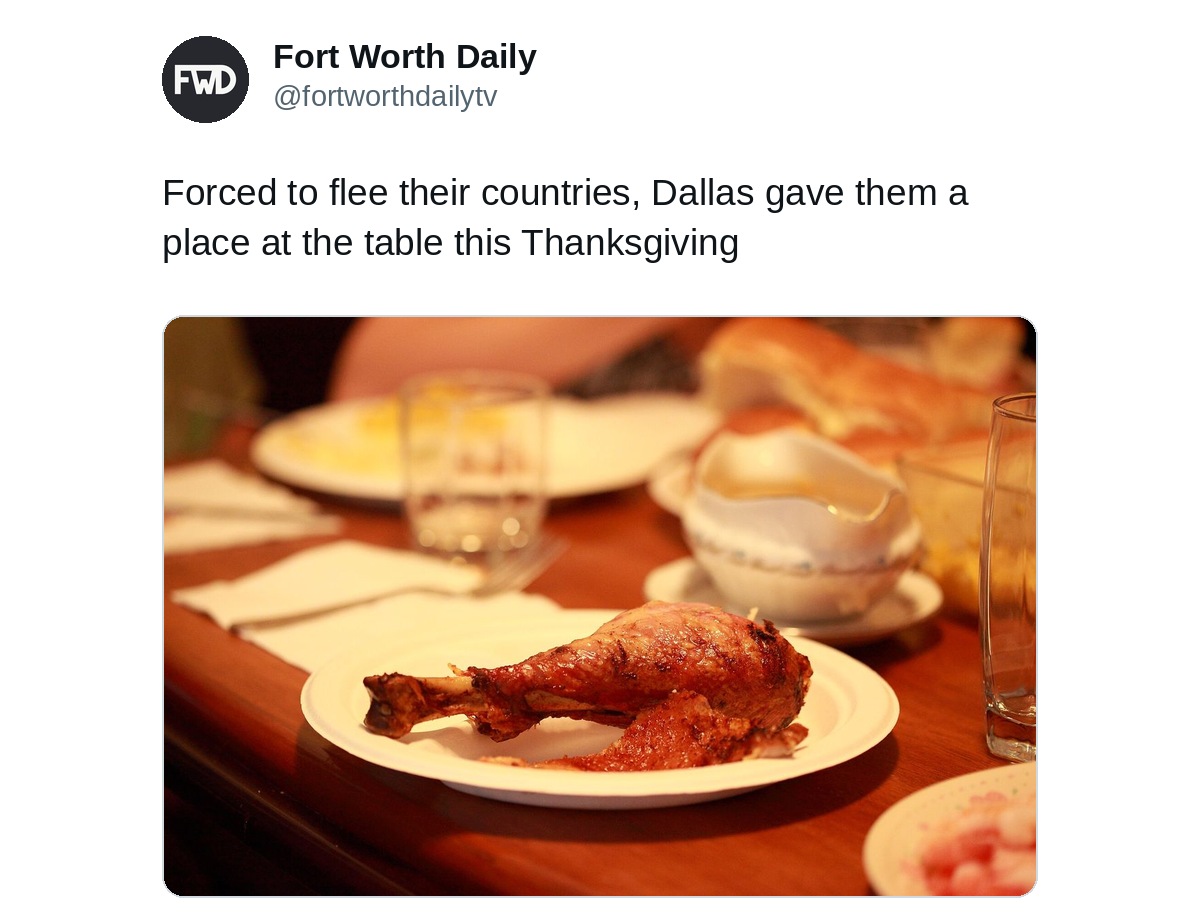 FWD
Fort Worth Daily
@fortworthdailytv
Forced to flee their countries, Dallas gave them a
place at the table this Thanksgiving